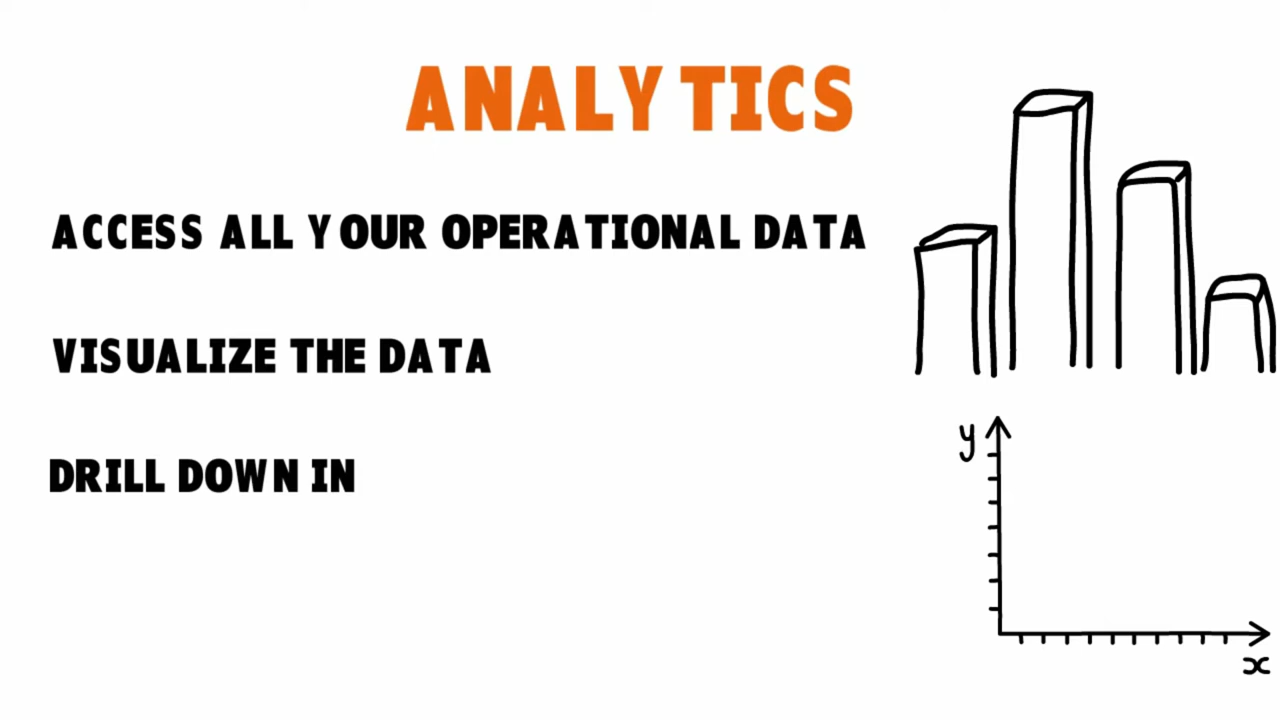 ANALYTICS
ACCESS ALL YOUR OPERATIONAL DATA
VISUALIZE THE DATA
DRILL DOWN IN
y
x